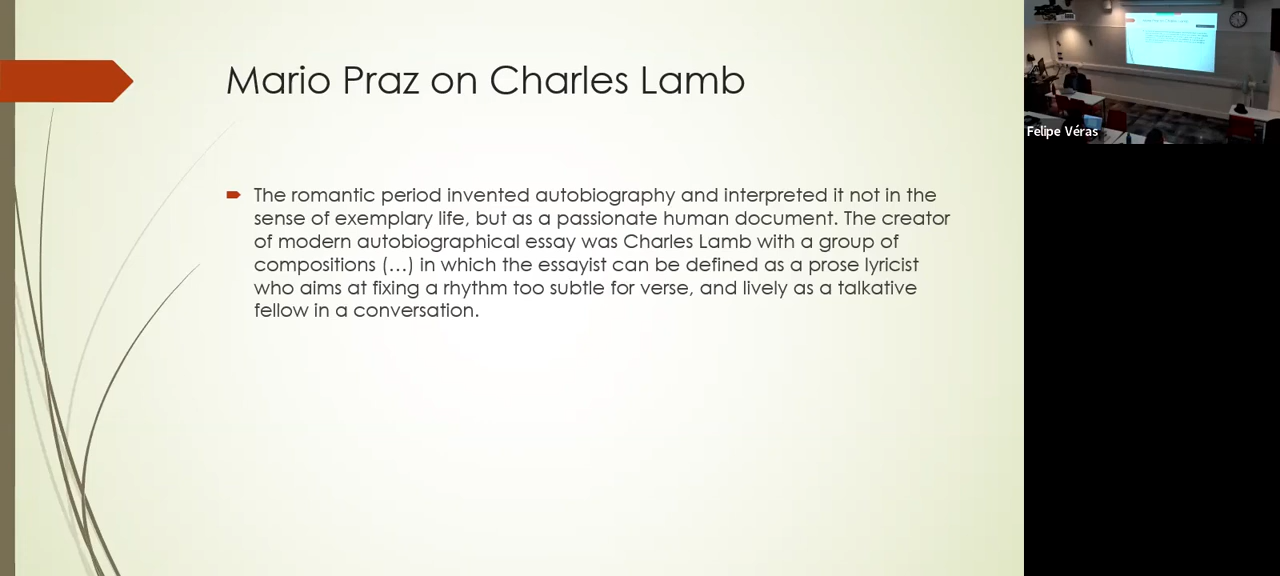 Mario Praz on Charles Lamb
The romantic period invented autobiography and interpreted it not in the
sense of exemplary life, but as a passionate human document. The creator
of modern autobiographical essay was Charles Lamb with a group of
compositions (...) in which the essayist can be defined as a prose lyricist
who aims at fixing a rhythm too subtle for verse, and lively as a talkative
fellow in a conversation.
Felipe Véras